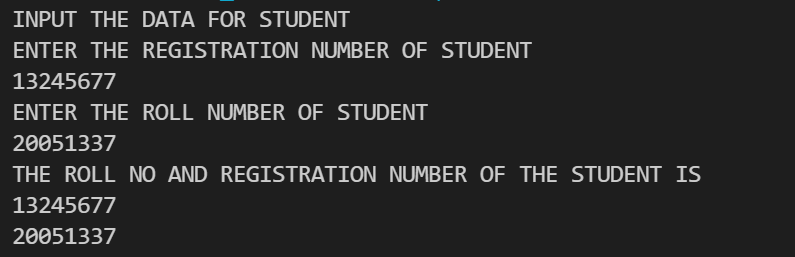 INPUT THE DATA FOR STUDENT
ENTER THE REGISTRATION NUMBER OF STUDENT
13245677
ENTER THE ROLL NUMBER OF STUDENT
20051337
THE ROLL NO AND REGISTRATION NUMBER OF THE STUDENT IS
13245677
20051337